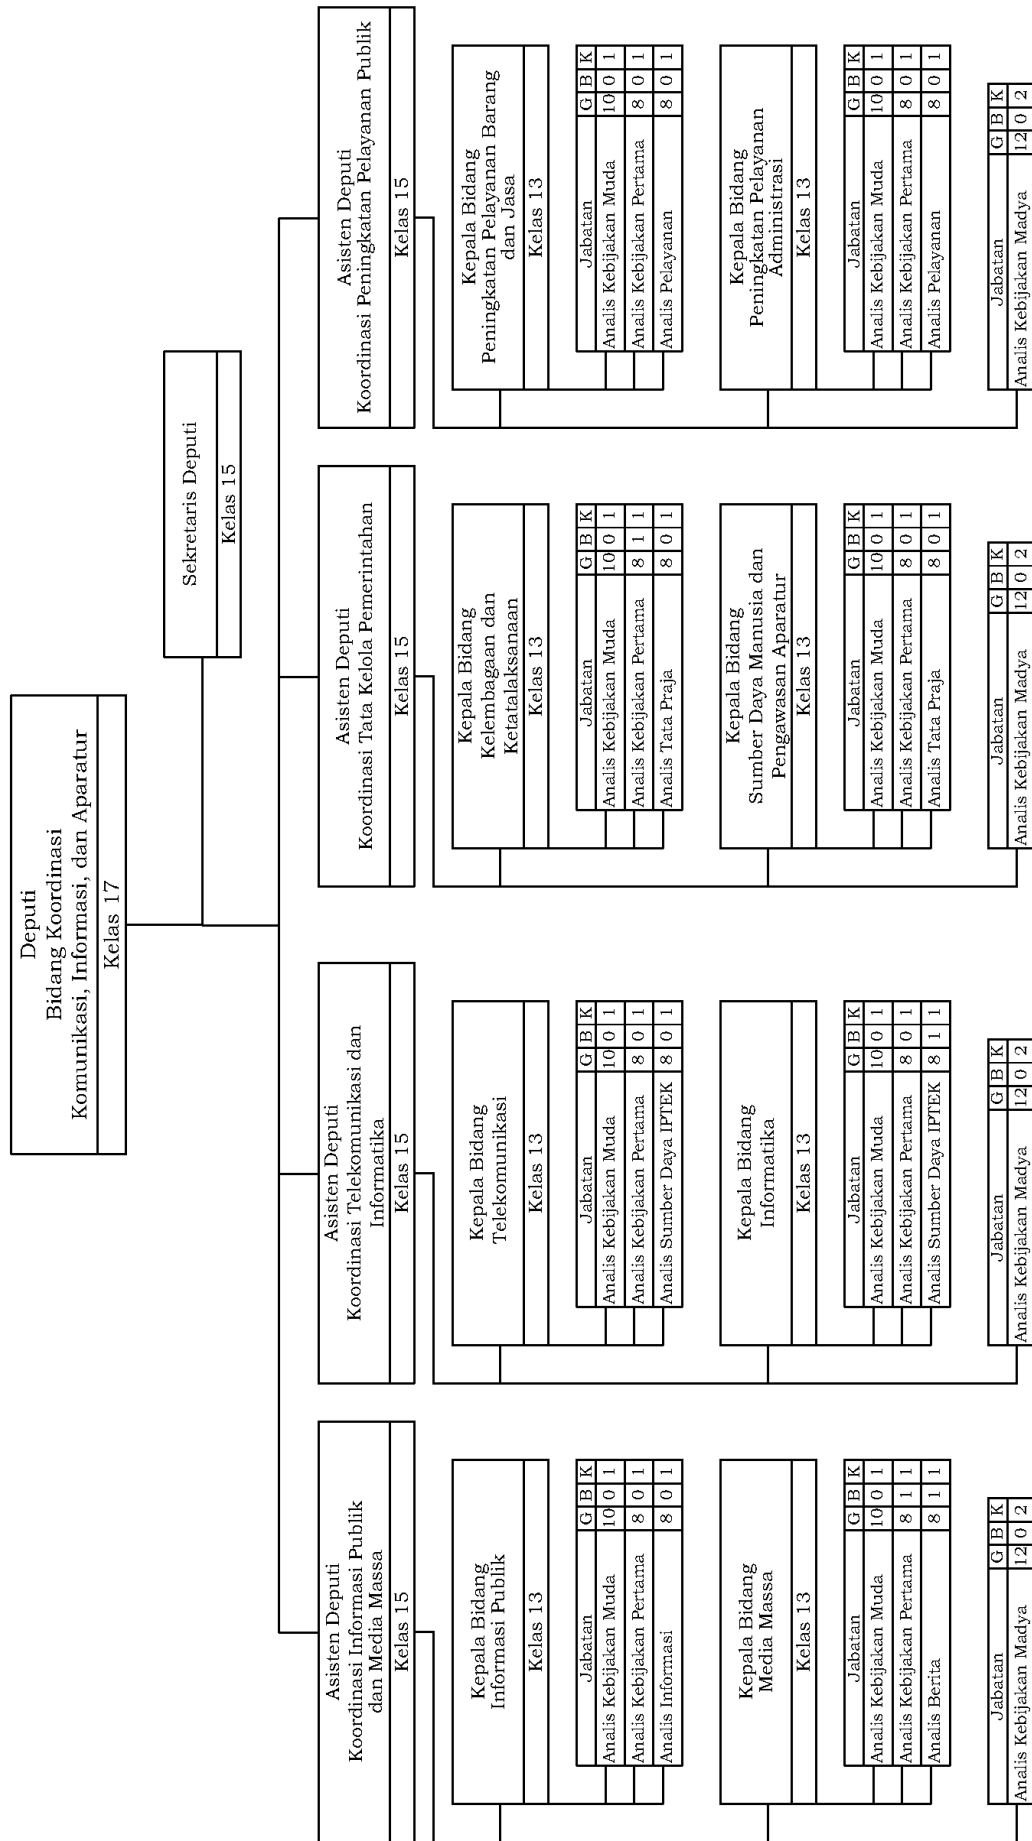 Deputi
Bidang Koordinasi
Komunikasi, Informasi, dan Aparatur
Kelas 17
Sekretaris Deputi
Kelas 15
Asisten Deputi
Koordinasi Informasi Publik
dan Media Massa
Kelas 15
Kepala Bidang
Informasi Publik
Kelas 13
Jabatan G B K
Analis Kebijakan Muda 10 0 1
Analis Kebijakan Pertama 8 0 1
Analis Informasi 8 0 1
Kepala Bidang
Media Massa
Kelas 13
Jabatan G B K
Analis Kebijakan Muda 10 0 1
Analis Kebijakan Pertama 8 1 1
Analis Berita 8 1 1
Jabatan G B K
Analis Kebijakan Madya 12 0 2
Asisten Deputi
Koordinasi Telekomunikasi dan
Informatika
Kelas 15
Kepala Bidang
Telekomunikasi
Kelas 13
Jabatan G B K
Analis Kebijakan Muda 10 0 1
Analis Kebijakan Pertama 8 0 1
Analis Sumber Daya IPTEK 8 0 1
Kepala Bidang
Informatika
Kelas 13
Jabatan G B K
Analis Kebijakan Muda 10 0 1
Analis Kebijakan Pertama 8 0 1
Analis Sumber Daya IPTEK 8 1 1
Jabatan G B K
Analis Kebijakan Madya 12 0 2
Asisten Deputi
Koordinasi Tata Kelola Pemerintahan
Kelas 15
Kepala Bidang
Kelembagaan dan
Ketatalaksanaan
Kelas 13
Jabatan G B K
Analis Kebijakan Muda 10 0 1
Analis Kebijakan Pertama 8 1 1
Analis Tata Praja 8 0 1
Kepala Bidang
Sumber Daya Manusia dan
Pengawasan Aparatur
Kelas 13
Jabatan G B K
Analis Kebijakan Muda 10 0 1
Analis Kebijakan Pertama 8 0 1
Analis Tata Praja 8 0 1
Jabatan G B K
Analis Kebijakan Madya 12 0 2
Asisten Deputi
Koordinasi Peningkatan Pelayanan Publik
Kelas 15
Kepala Bidang
Peningkatan Pelayanan Barang
dan Jasa
Kelas 13
Jabatan G B K
Analis Kebijakan Muda 10 0 1
Analis Kebijakan Pertama 8 0 1
Analis Pelayanan 8 0 1
Kepala Bidang
Peningkatan Pelayanan
Administrasi
Kelas 13
Jabatan G B K
Analis Kebijakan Muda 10 0 1
Analis Kebijakan Pertama 8 0 1
Analis Pelayanan 8 0 1
Jabatan G B K
Analis Kebijakan Madya 12 0 2